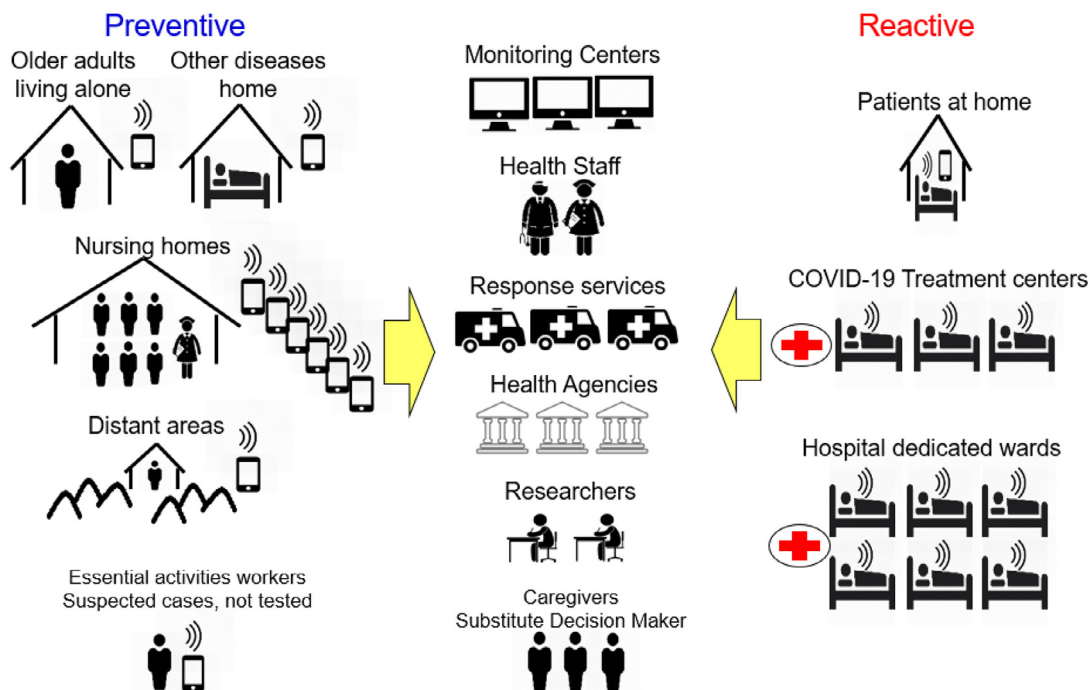 Preventive
Older adults
living alone
Other diseases
home
Nursing homes
Distant areas
Essential activities workers
Suspected cases, not tested
Monitoring Centers
Health Staff
Response services
Health Agencies
Researchers
Caregivers
Substitute Decision Maker
Reactive
Patients at home
COVID-19 Treatment centers
Hospital dedicated wards